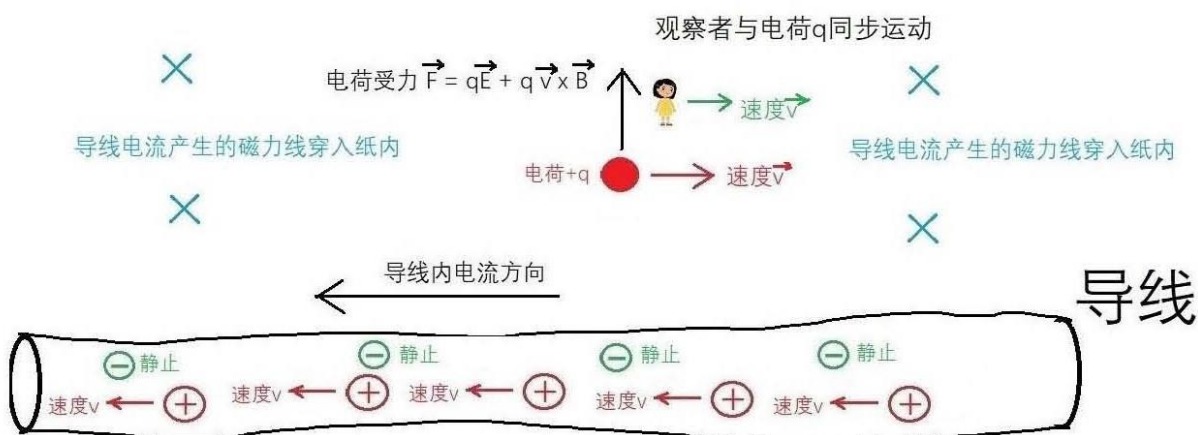 观察者与电荷q同步运动
电荷受力 F = qE + q v x B
速度v
导线电流产生的磁力线穿入纸内
导线电流产生的磁力线穿入纸内
电荷+q
速度v
导线内电流方向
导线
静止
静止
静止
静止
速度v
速度v
速度v
速度v
速度v